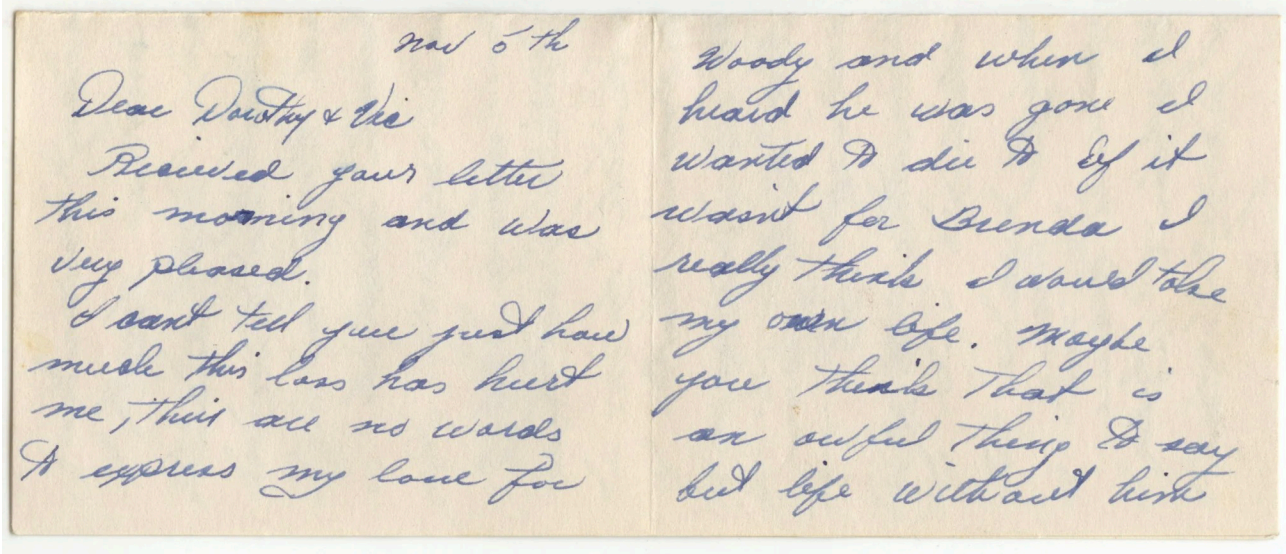 Nov 5th
Dear Dorothy & Vic
Recieved your letter
this morning and was
very pleased.
I cant tell you just how
much this loss has hurt
me, their are no words
to express my love for
Woody and when I
heard he was gone I
wanted to die to If it
wasn't for Brenda I
really think I would take
my own life. Maybe
you think that is
an awful thing to say
but life without him